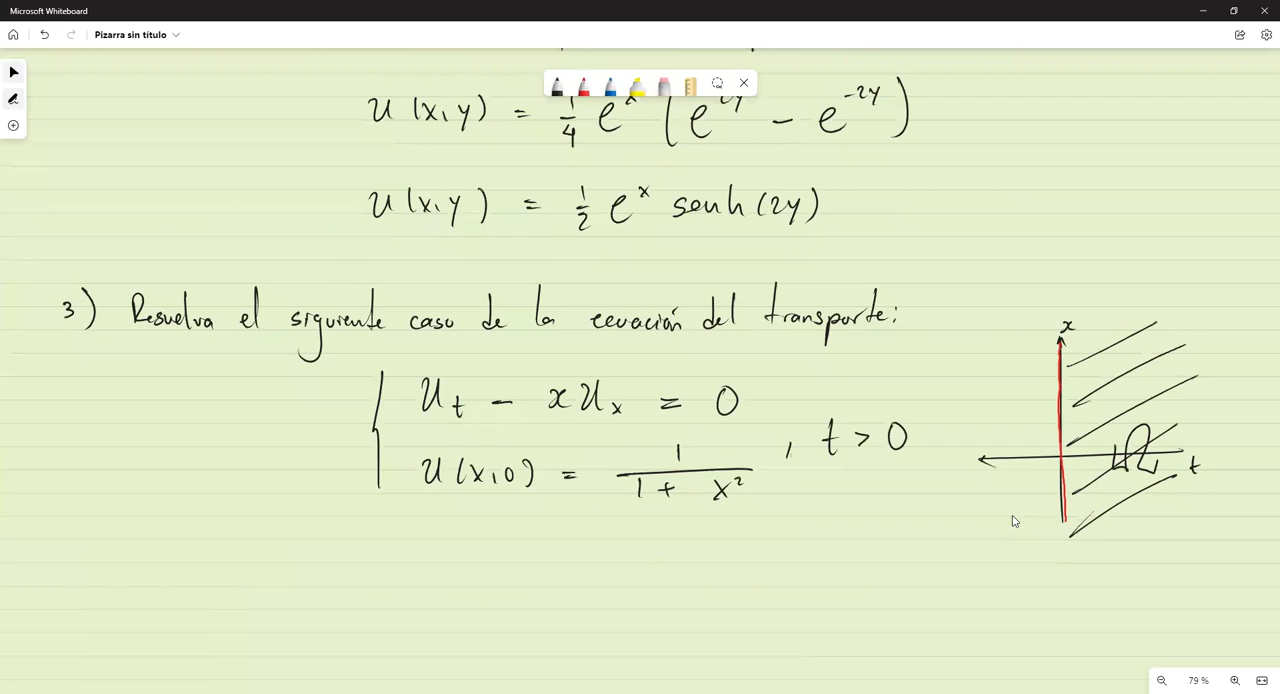 Microsoft Whiteboard
Pizarra sin título
u(x,y) = 1/4 e^x (e^2y - e^-2y)
u(x,y) = 1/2 e^x senh(2y)
3) Resuelva el siguiente caso de la ecuación del transporte:
u_t - x u_x = 0
u(x,0) = 1/(1 + x²) , t > 0
x
Ω
t
79 %